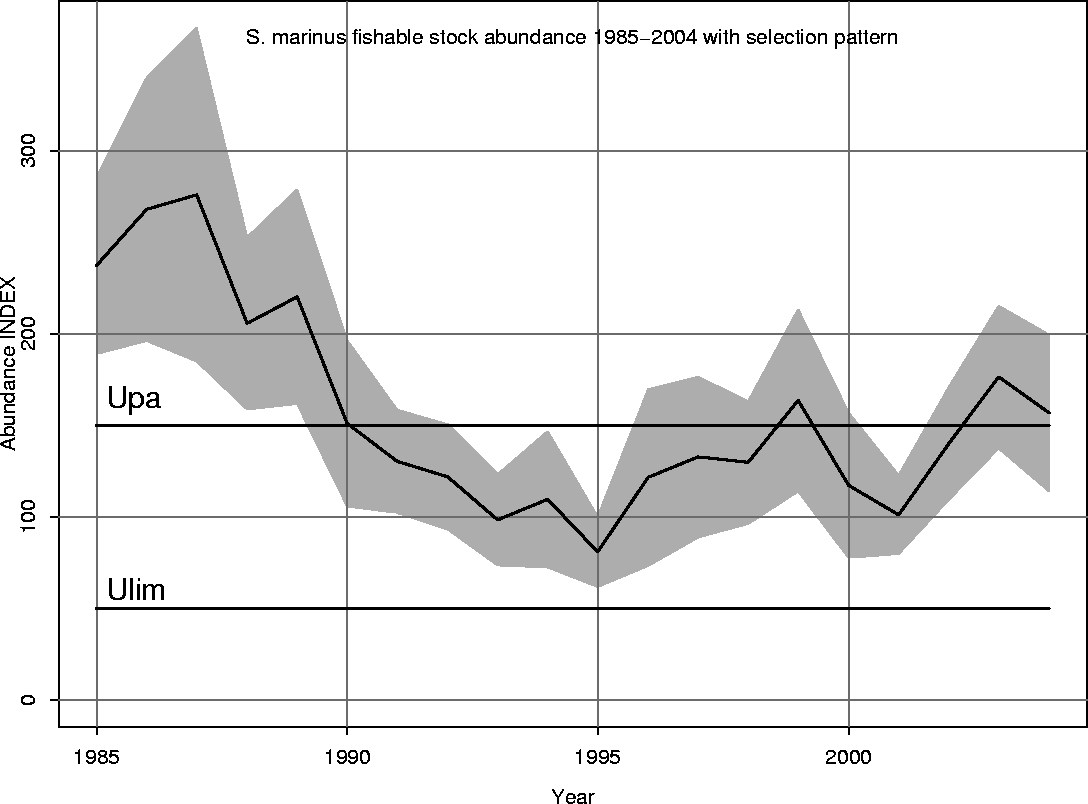 S. marinus fishable stock abundance 1985−2004 with selection pattern
Abundance INDEX
300
200
100
0
Upa
Ulim
1985 1990 1995 2000
Year